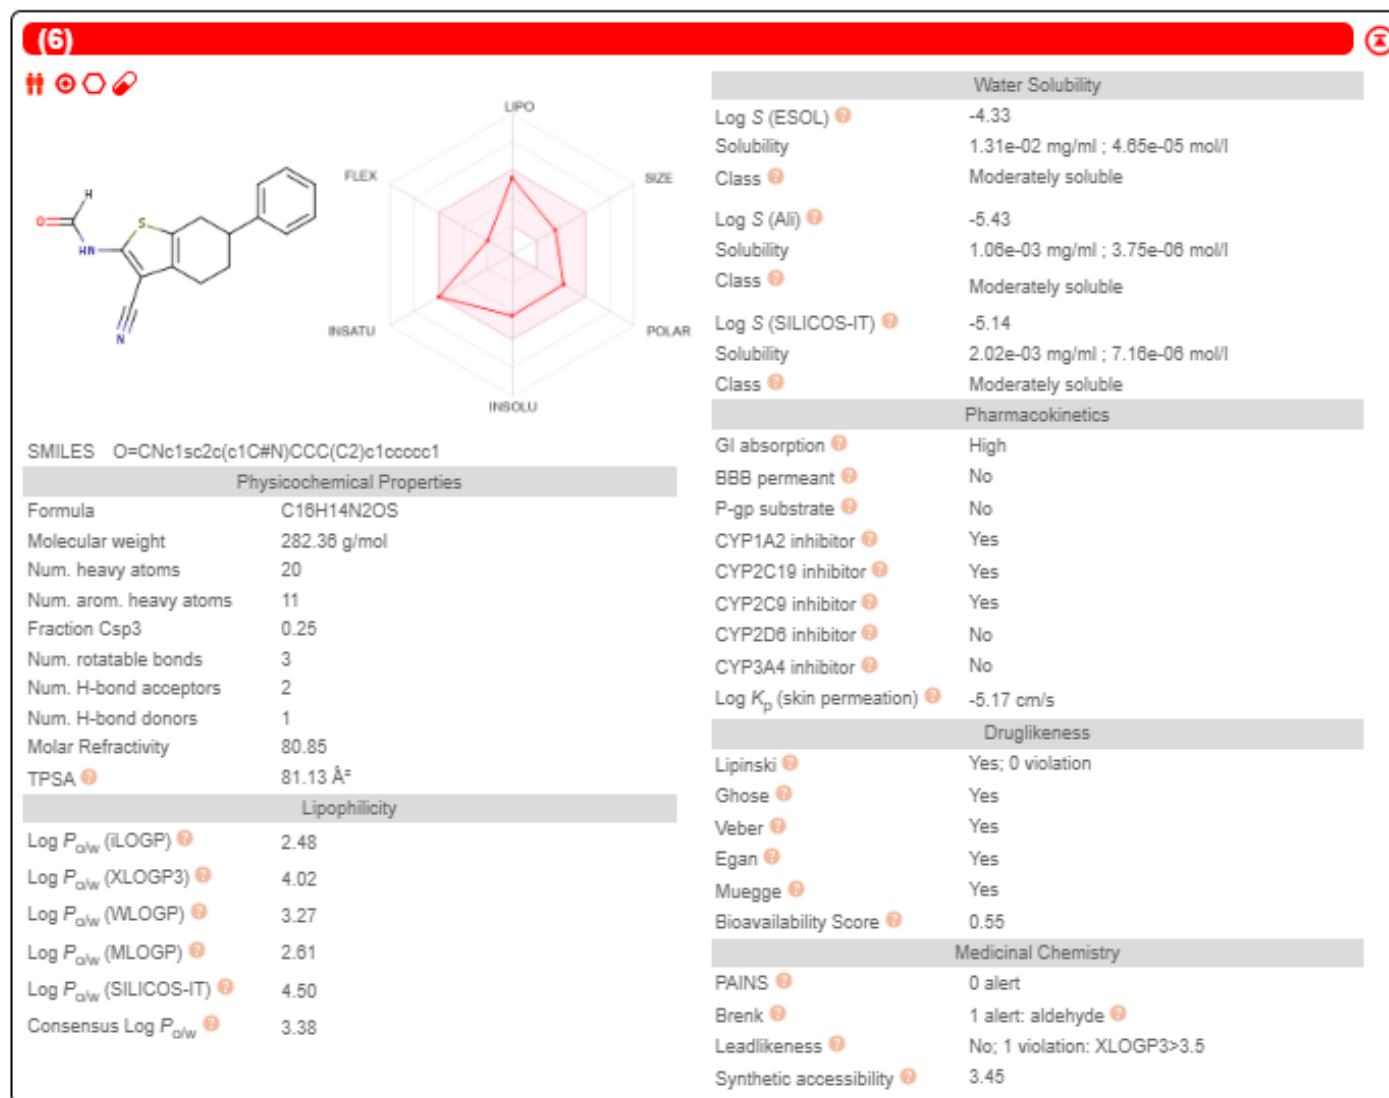 (6)
LIPO
FLEX
SIZE
INSATU
POLAR
INSOLU
H
O
HN
S
N
SMILES O=CNc1sc2c(c1C#N)CCC(C2)c1ccccc1
Physicochemical Properties
Formula C16H14N2OS
Molecular weight 282.36 g/mol
Num. heavy atoms 20
Num. arom. heavy atoms 11
Fraction Csp3 0.25
Num. rotatable bonds 3
Num. H-bond acceptors 2
Num. H-bond donors 1
Molar Refractivity 80.85
TPSA ? 81.13 Å²
Lipophilicity
Log Po/w (iLOGP) ? 2.48
Log Po/w (XLOGP3) ? 4.02
Log Po/w (WLOGP) ? 3.27
Log Po/w (MLOGP) ? 2.61
Log Po/w (SILICOS-IT) ? 4.50
Consensus Log Po/w ? 3.38
Water Solubility
Log S (ESOL) ? -4.33
Solubility 1.31e-02 mg/ml ; 4.65e-05 mol/l
Class ? Moderately soluble
Log S (Ali) ? -5.43
Solubility 1.06e-03 mg/ml ; 3.75e-06 mol/l
Class ? Moderately soluble
Log S (SILICOS-IT) ? -5.14
Solubility 2.02e-03 mg/ml ; 7.16e-06 mol/l
Class ? Moderately soluble
Pharmacokinetics
GI absorption ? High
BBB permeant ? No
P-gp substrate ? No
CYP1A2 inhibitor ? Yes
CYP2C19 inhibitor ? Yes
CYP2C9 inhibitor ? Yes
CYP2D6 inhibitor ? No
CYP3A4 inhibitor ? No
Log Kp (skin permeation) ? -5.17 cm/s
Druglikeness
Lipinski ? Yes; 0 violation
Ghose ? Yes
Veber ? Yes
Egan ? Yes
Muegge ? Yes
Bioavailability Score ? 0.55
Medicinal Chemistry
PAINS ? 0 alert
Brenk ? 1 alert: aldehyde ?
Leadlikeness ? No; 1 violation: XLOGP3>3.5
Synthetic accessibility ? 3.45